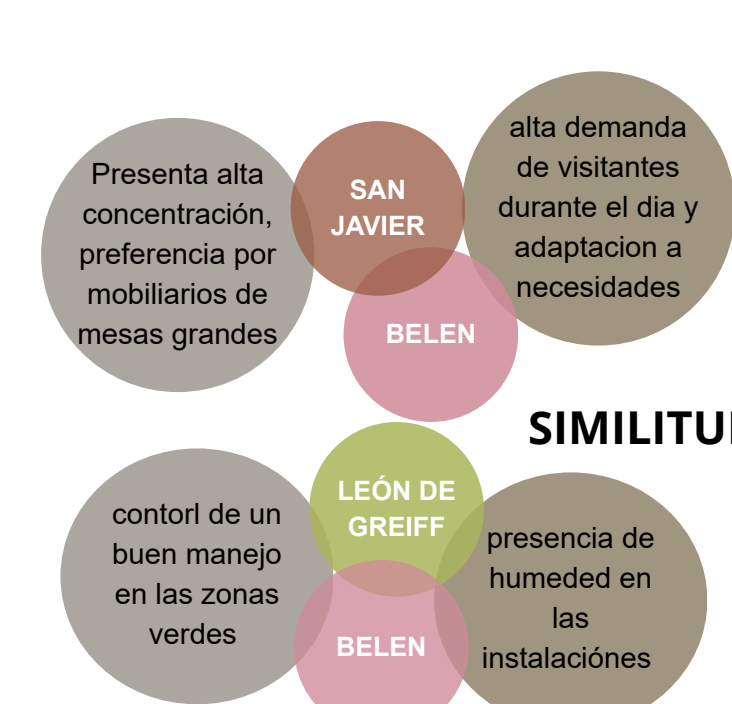 Presenta alta
concentración,
preferencia por
mobiliarios de
mesas grandes
SAN
JAVIER
BELEN
alta demanda
de visitantes
durante el dia y
adaptacion a
necesidades
SIMILITU
contorl de un
buen manejo
en las zonas
verdes
LEÓN DE
GREIFF
BELEN
presencia de
humeded en
las
instalaciónes